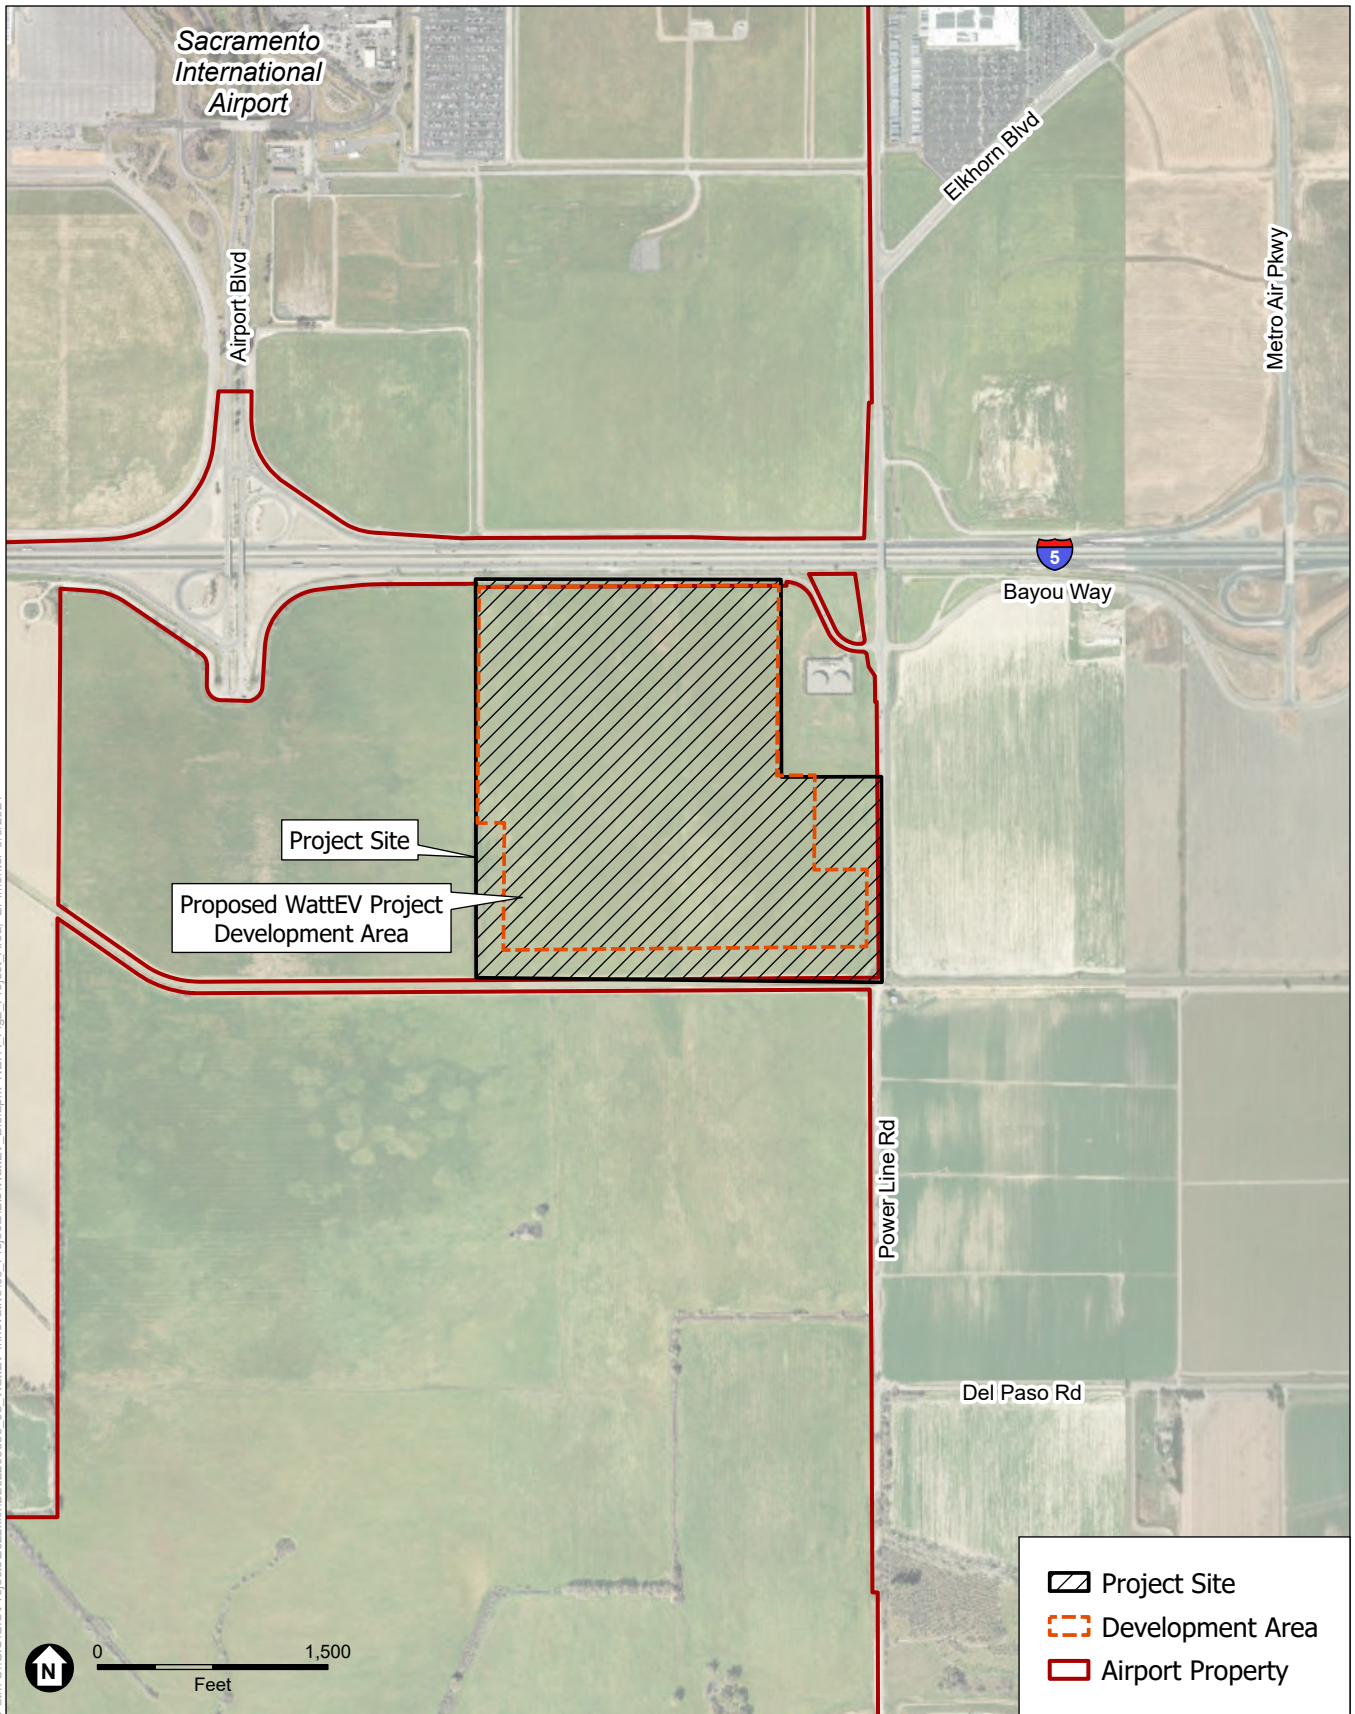 Sacramento
International
Airport
Elkhorn Blvd
Airport Blvd
Metro Air Pkwy
5
Bayou Way
Project Site
Proposed WattEV Project
Development Area
Power Line Rd
Del Paso Rd
Project Site
Development Area
Airport Property
N
0 1,500
Feet